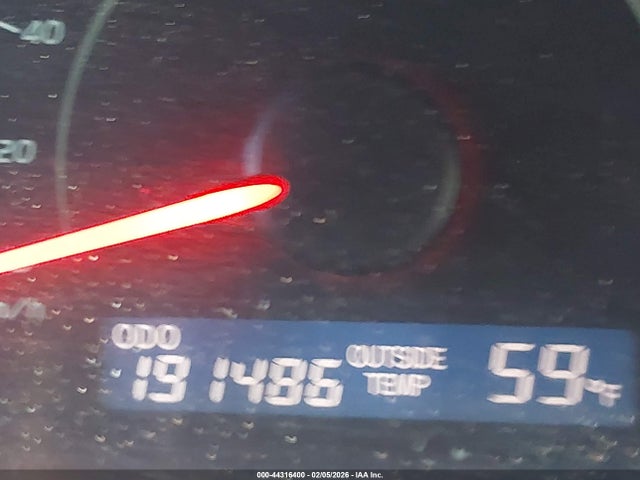 40
20
ODO
191486
OUTSIDE
TEMP
59°F
000-44316400 - 02/05/2026 - IAA Inc.